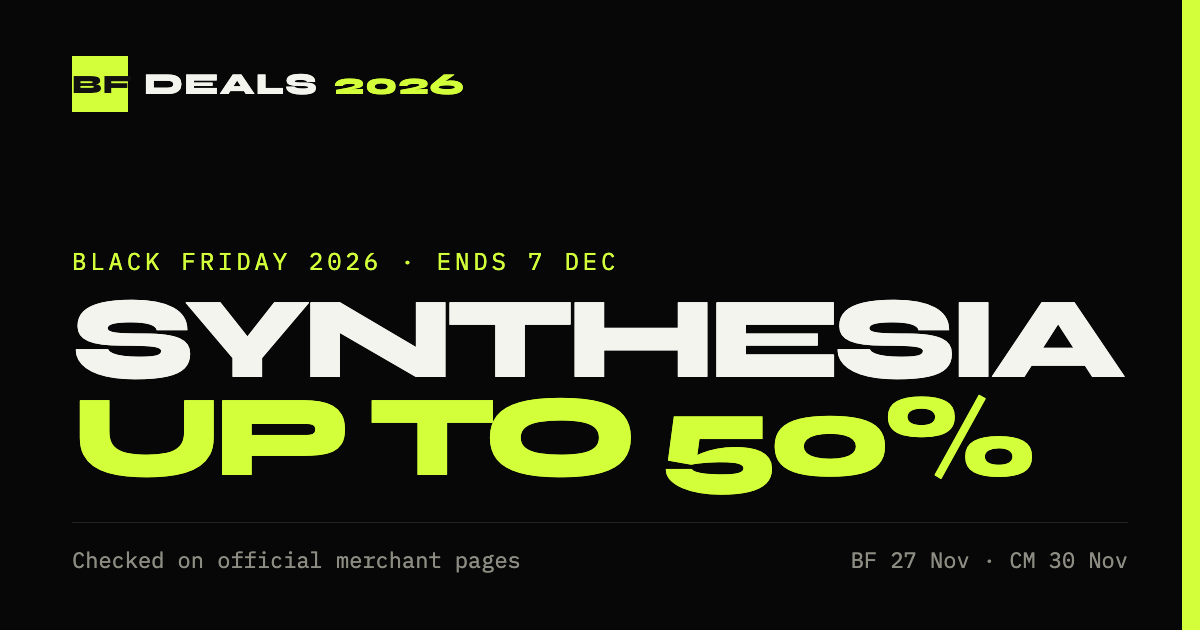 BF DEALS 2026
BLACK FRIDAY 2026 · ENDS 7 DEC
SYNTHESIA
UP TO 50%
Checked on official merchant pages
BF 27 Nov · CM 30 Nov